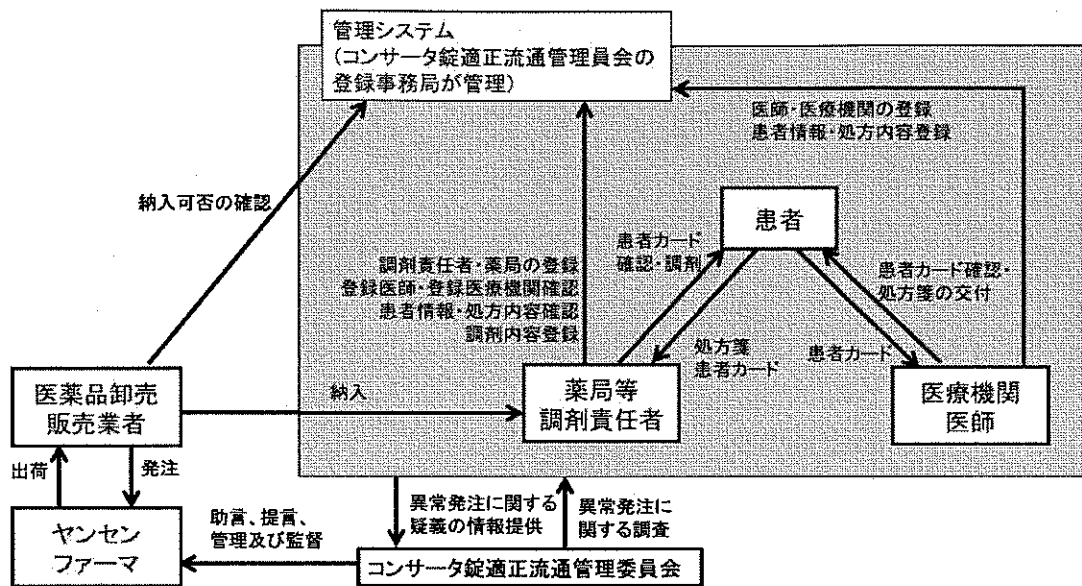 管理システム
(コンサータ錠適正流通管理員会の
登録事務局が管理)
医師・医療機関の登録
患者情報・処方内容登録
納入可否の確認
患者
患者カード
確認・調剤
調剤責任者・薬局の登録
登録医師・登録医療機関確認
患者情報・処方内容確認
調剤内容登録
患者カード確認・
処方箋の交付
処方箋
患者カード
患者カード
医薬品卸売
販売業者
納入
薬局等
調剤責任者
医療機関
医師
出荷
発注
異常発注に関する
疑義の情報提供
異常発注に
関する調査
ヤンセン
ファーマ
助言、提言、
管理及び監督
コンサータ錠適正流通管理委員会